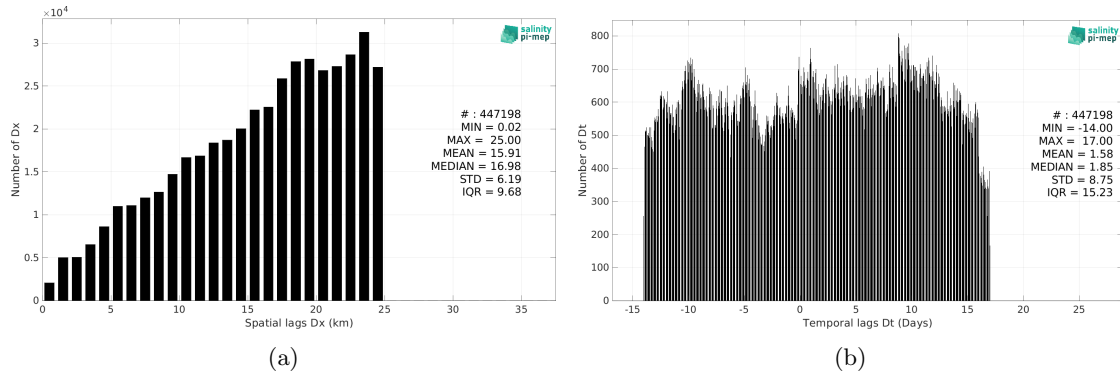 ×10^4
3
2.5
2
1.5
1
0.5
0
0 5 10 15 20 25 30 35
Number of Dx
Spatial lags Dx (km)
salinity
pi-mep
# : 447198
MIN = 0.02
MAX = 25.00
MEAN = 15.91
MEDIAN = 16.98
STD = 6.19
IQR = 9.68
(a)
800
700
600
500
400
300
200
100
0
-15 -10 -5 0 5 10 15 20 25
Number of Dt
Temporal lags Dt (Days)
salinity
pi-mep
# : 447198
MIN = -14.00
MAX = 17.00
MEAN = 1.58
MEDIAN = 1.85
STD = 8.75
IQR = 15.23
(b)